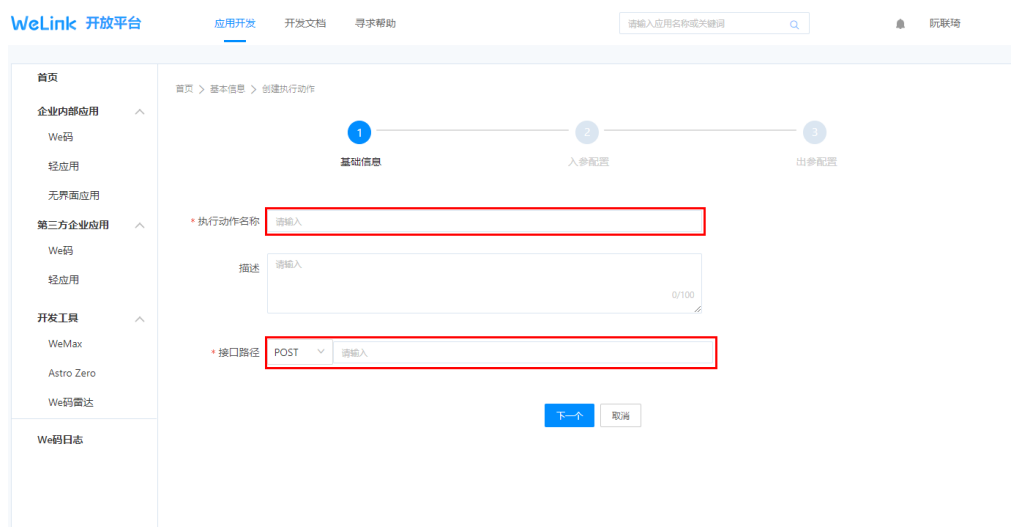 WeLink 开放平台 应用开发 开发文档 寻求帮助 请输入应用名称或关键词 阮联琦
首页
企业内部应用
We码
轻应用
无界面应用
第三方企业应用
We码
轻应用
开发工具
WeMax
Astro Zero
We码雷达
We码日志
首页 > 基本信息 > 创建执行动作
1 2 3
基础信息 入参配置 出参配置
* 执行动作名称 请输入
描述 请输入
0/100
* 接口路径 POST 请输入
下一个 取消